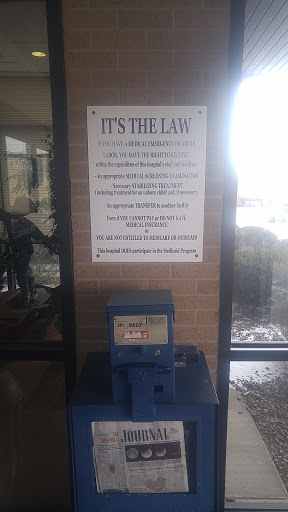 IT'S THE LAW
IF YOU HAVE A MEDICAL EMERGENCY OR ARE IN
LABOR, YOU HAVE THE RIGHT TO RECEIVE,
within the capabilities of this hospital's staff and facilities:
- An appropriate MEDICAL SCREENING EXAMINATION
- Necessary STABILIZING TREATMENT
(including treatment for an unborn child) and, if necessary,
- An appropriate TRANSFER to another facility
Even if YOU CANNOT PAY or DO NOT HAVE
MEDICAL INSURANCE
or
YOU ARE NOT ENTITLED TO MEDICARE OR MEDICAID
This hospital DOES participate in the Medicaid Program
DAILY
JOURNAL